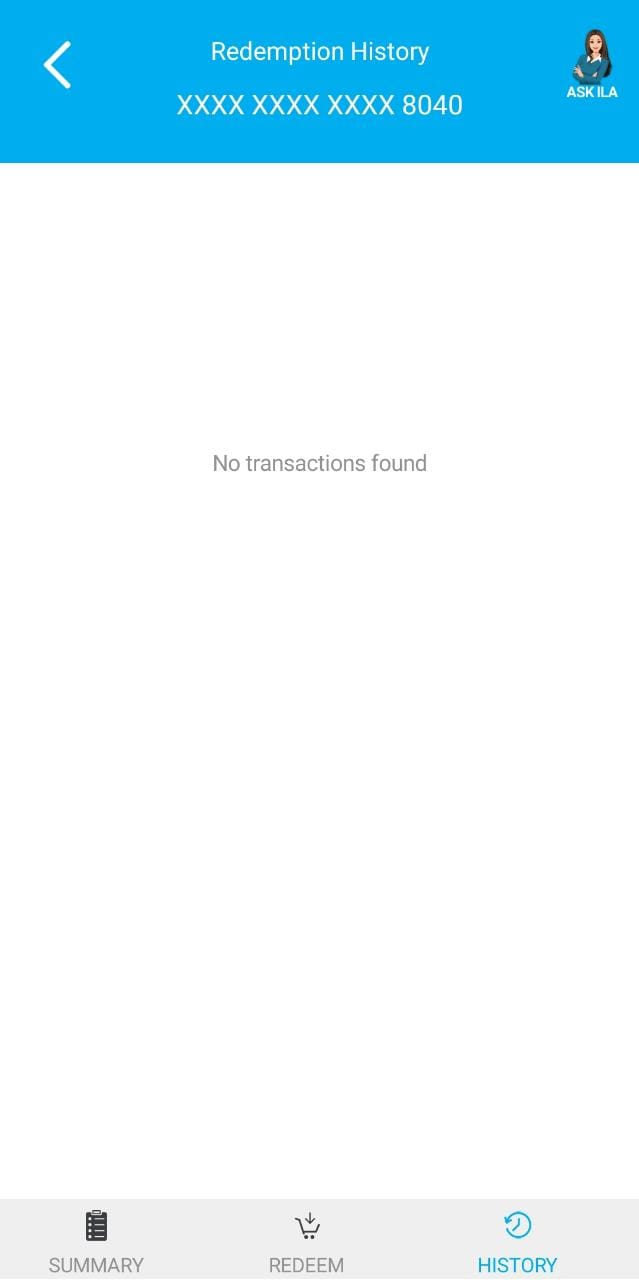 Redemption History
XXXX XXXX XXXX 8040
ASK ILA
No transactions found
SUMMARY
REDEEM
HISTORY